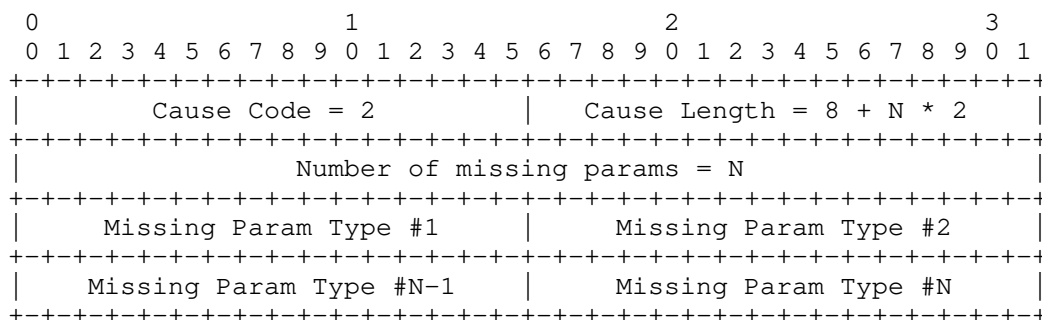 0                   1                   2                   3
 0 1 2 3 4 5 6 7 8 9 0 1 2 3 4 5 6 7 8 9 0 1 2 3 4 5 6 7 8 9 0 1
+-+-+-+-+-+-+-+-+-+-+-+-+-+-+-+-+-+-+-+-+-+-+-+-+-+-+-+-+-+-+-+-+
|        Cause Code = 2         |   Cause Length = 8 + N * 2    |
+-+-+-+-+-+-+-+-+-+-+-+-+-+-+-+-+-+-+-+-+-+-+-+-+-+-+-+-+-+-+-+-+
|                 Number of missing params = N                  |
+-+-+-+-+-+-+-+-+-+-+-+-+-+-+-+-+-+-+-+-+-+-+-+-+-+-+-+-+-+-+-+-+
|     Missing Param Type #1     |     Missing Param Type #2     |
+-+-+-+-+-+-+-+-+-+-+-+-+-+-+-+-+-+-+-+-+-+-+-+-+-+-+-+-+-+-+-+-+
|    Missing Param Type #N-1    |     Missing Param Type #N     |
+-+-+-+-+-+-+-+-+-+-+-+-+-+-+-+-+-+-+-+-+-+-+-+-+-+-+-+-+-+-+-+-+